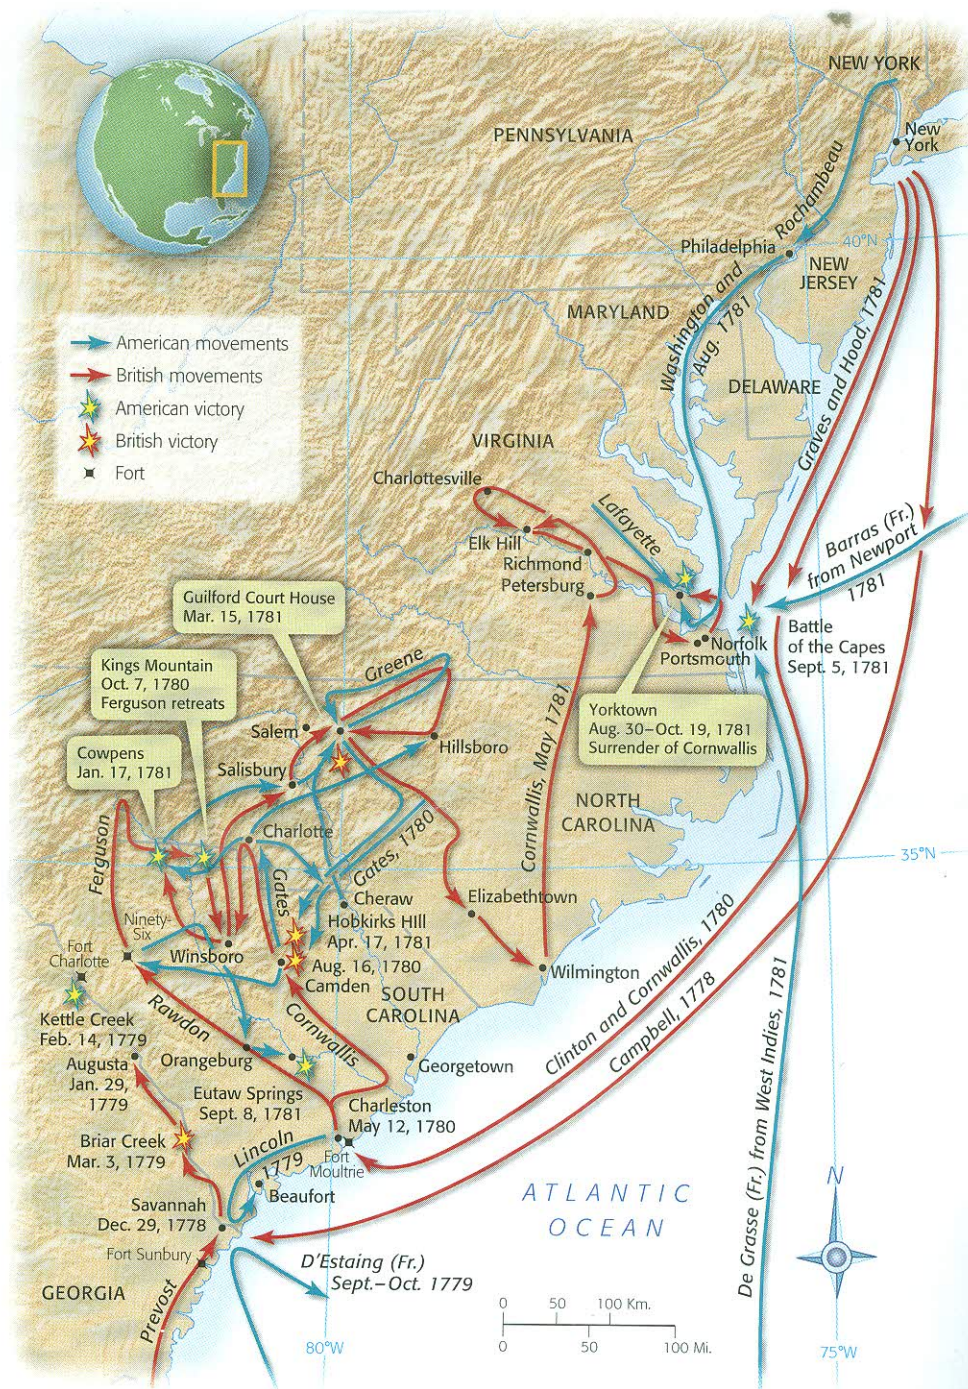 NEW YORK
New
York
PENNSYLVANIA
Rochambeau
Philadelphia
40°N
NEW
JERSEY
MARYLAND
Washington and
Aug. 1781
DELAWARE
Graves and Hood, 1781
American movements
British movements
American victory
British victory
Fort
VIRGINIA
Charlottesville
Lafayette
Elk Hill
Richmond
Petersburg
Barras (Fr.)
from Newport
1781
Guilford Court House
Mar. 15, 1781
Norfolk
Portsmouth
Battle
of the Capes
Sept. 5, 1781
Kings Mountain
Oct. 7, 1780
Ferguson retreats
Greene
Yorktown
Aug. 30–Oct. 19, 1781
Surrender of Cornwallis
Cowpens
Jan. 17, 1781
Salem
Hillsboro
Salisbury
Cornwallis, May 1781
NORTH
CAROLINA
Charlotte
Ferguson
Gates, 1780
35°N
Gates
Cheraw
Elizabethtown
Hobkirks HIll
Apr. 17, 1781
Ninety-
Six
Winsboro
Fort
Charlotte
Aug. 16, 1780
Camden
Wilmington
SOUTH
CAROLINA
Kettle Creek
Feb. 14, 1779
Rawdon
Cornwallis
Clinton and Cornwallis, 1780
Campbell, 1778
Augusta
Jan. 29,
1779
Orangeburg
Georgetown
Eutaw Springs
Sept. 8, 1781
Charleston
May 12, 1780
Briar Creek
Mar. 3, 1779
Lincoln
1779
Fort
Moultrie
Beaufort
De Grasse (Fr.) from West Indies, 1781
ATLANTIC
OCEAN
N
Savannah
Dec. 29, 1778
Fort Sunbury
D'Estaing (Fr.)
Sept.–Oct. 1779
GEORGIA
Prevost
0 50 100 Km.
0 50 100 Mi.
80°W
75°W